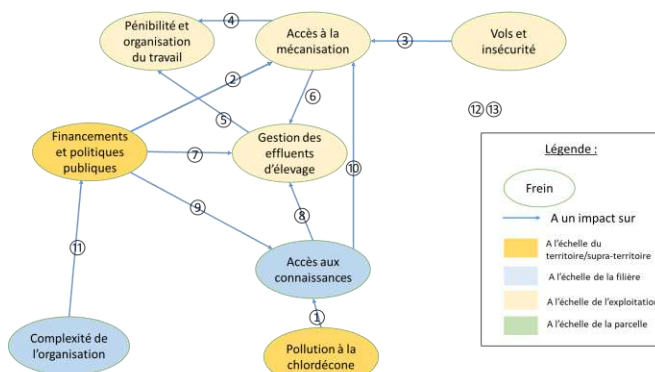 Pénibilité et
organisation
du travail
④
Accès à la
mécanisation
③
Vols et
insécurité
②
⑤
⑥
⑫⑬
Financements
et politiques
publiques
⑦
Gestion des
effluents
d'élevage
⑩
⑧
⑨
⑪
Accès aux
connaissances
①
Complexité de
l'organisation
Pollution à la
chlordécone
Légende :
Frein
A un impact sur
A l'échelle du
territoire/supra-territoire
A l'échelle de la filière
A l'échelle de l'exploitation
A l'échelle de la parcelle